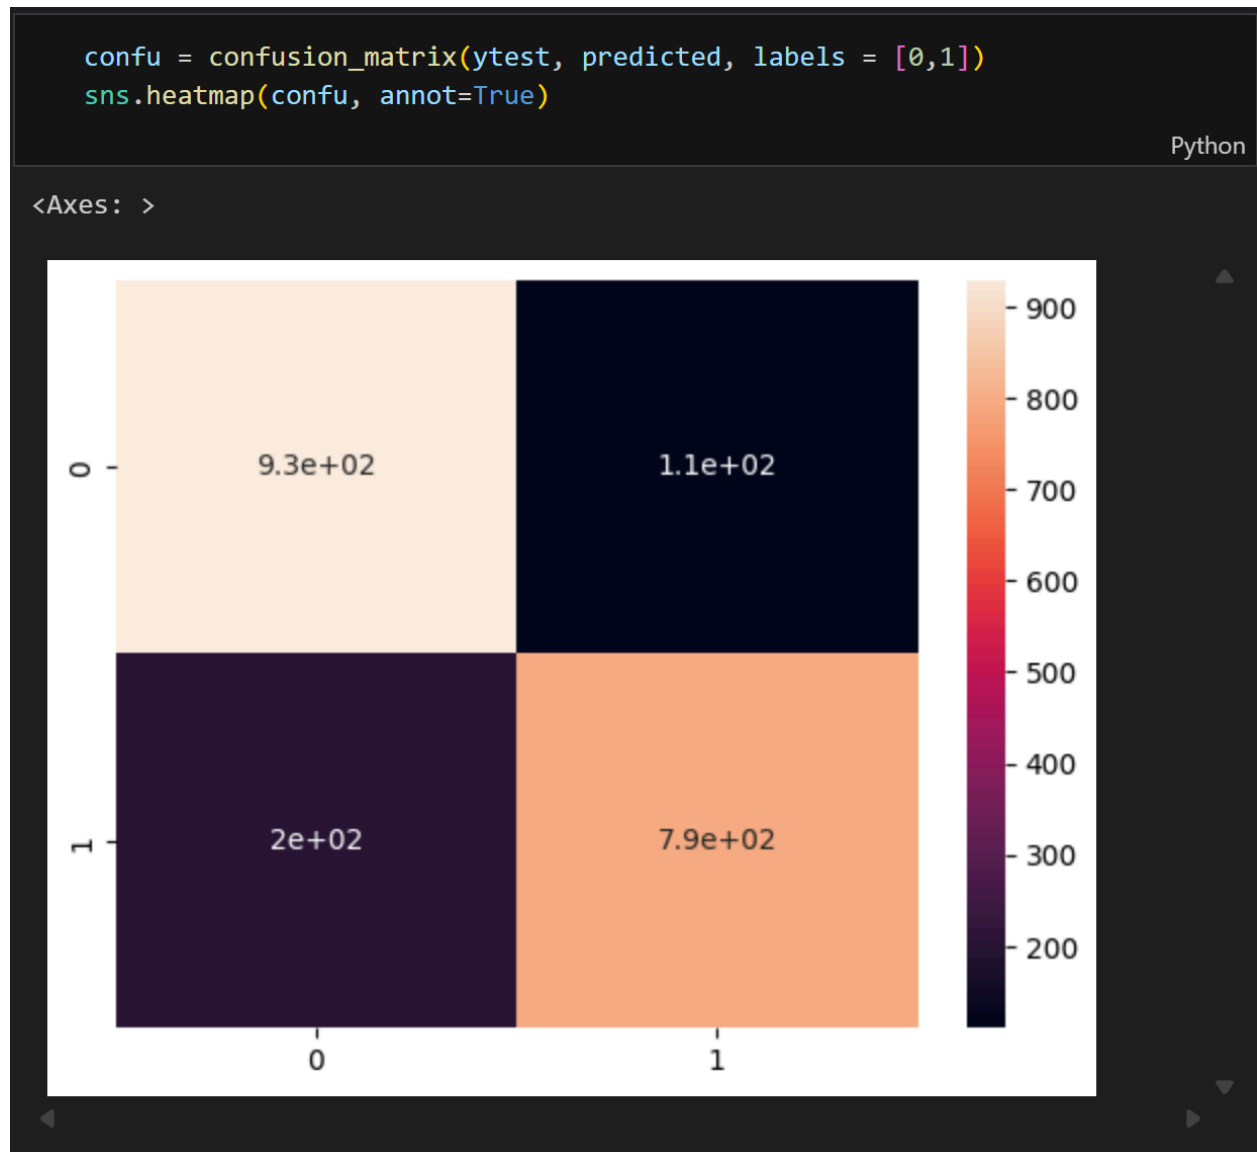 confu = confusion_matrix(ytest, predicted, labels = [0,1])
sns.heatmap(confu, annot=True)
Python
<Axes: >
0
9.3e+02
1.1e+02
1
2e+02
7.9e+02
0
1
900
800
700
600
500
400
300
200